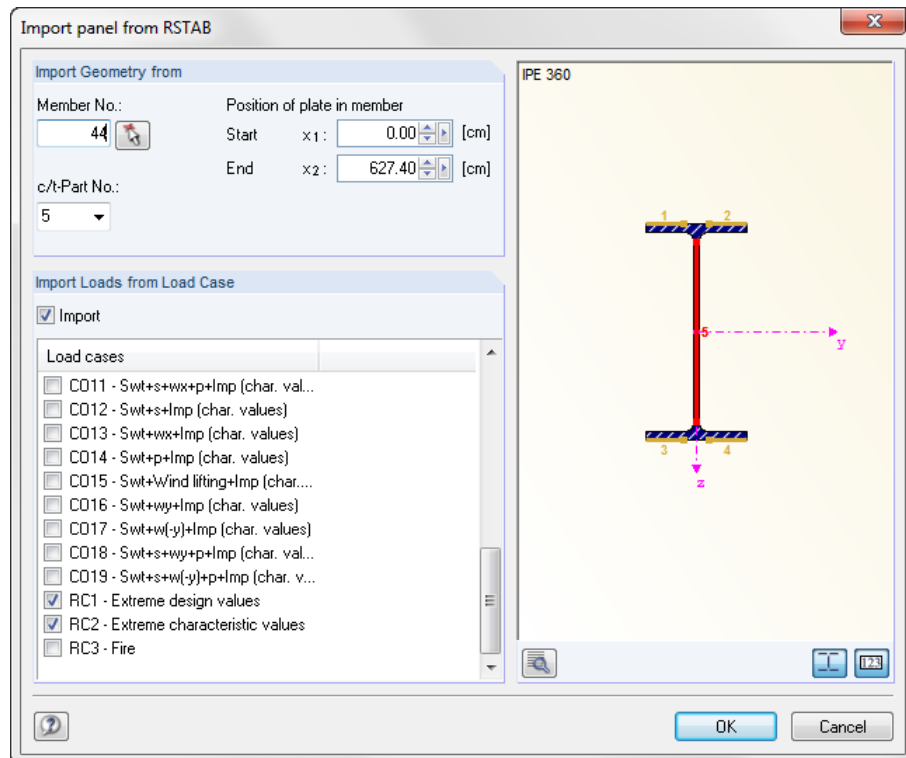 Import panel from RSTAB
Import Geometry from
Member No.:
44
Position of plate in member
Start x1: 0.00 [cm]
End x2: 627.40 [cm]
c/t-Part No.:
5
Import Loads from Load Case
Import
Load cases
CO11 - Swt+s+wx+p+Imp (char. val...
CO12 - Swt+s+Imp (char. values)
CO13 - Swt+wx+Imp (char. values)
CO14 - Swt+p+Imp (char. values)
CO15 - Swt+Wind lifting+Imp (char....
CO16 - Swt+wy+Imp (char. values)
CO17 - Swt+w(-y)+Imp (char. values)
CO18 - Swt+s+wy+p+Imp (char. val...
CO19 - Swt+s+w(-y)+p+Imp (char. v...
RC1 - Extreme design values
RC2 - Extreme characteristic values
RC3 - Fire
IPE 360
1 2
5
y
3 4
z
123
OK Cancel